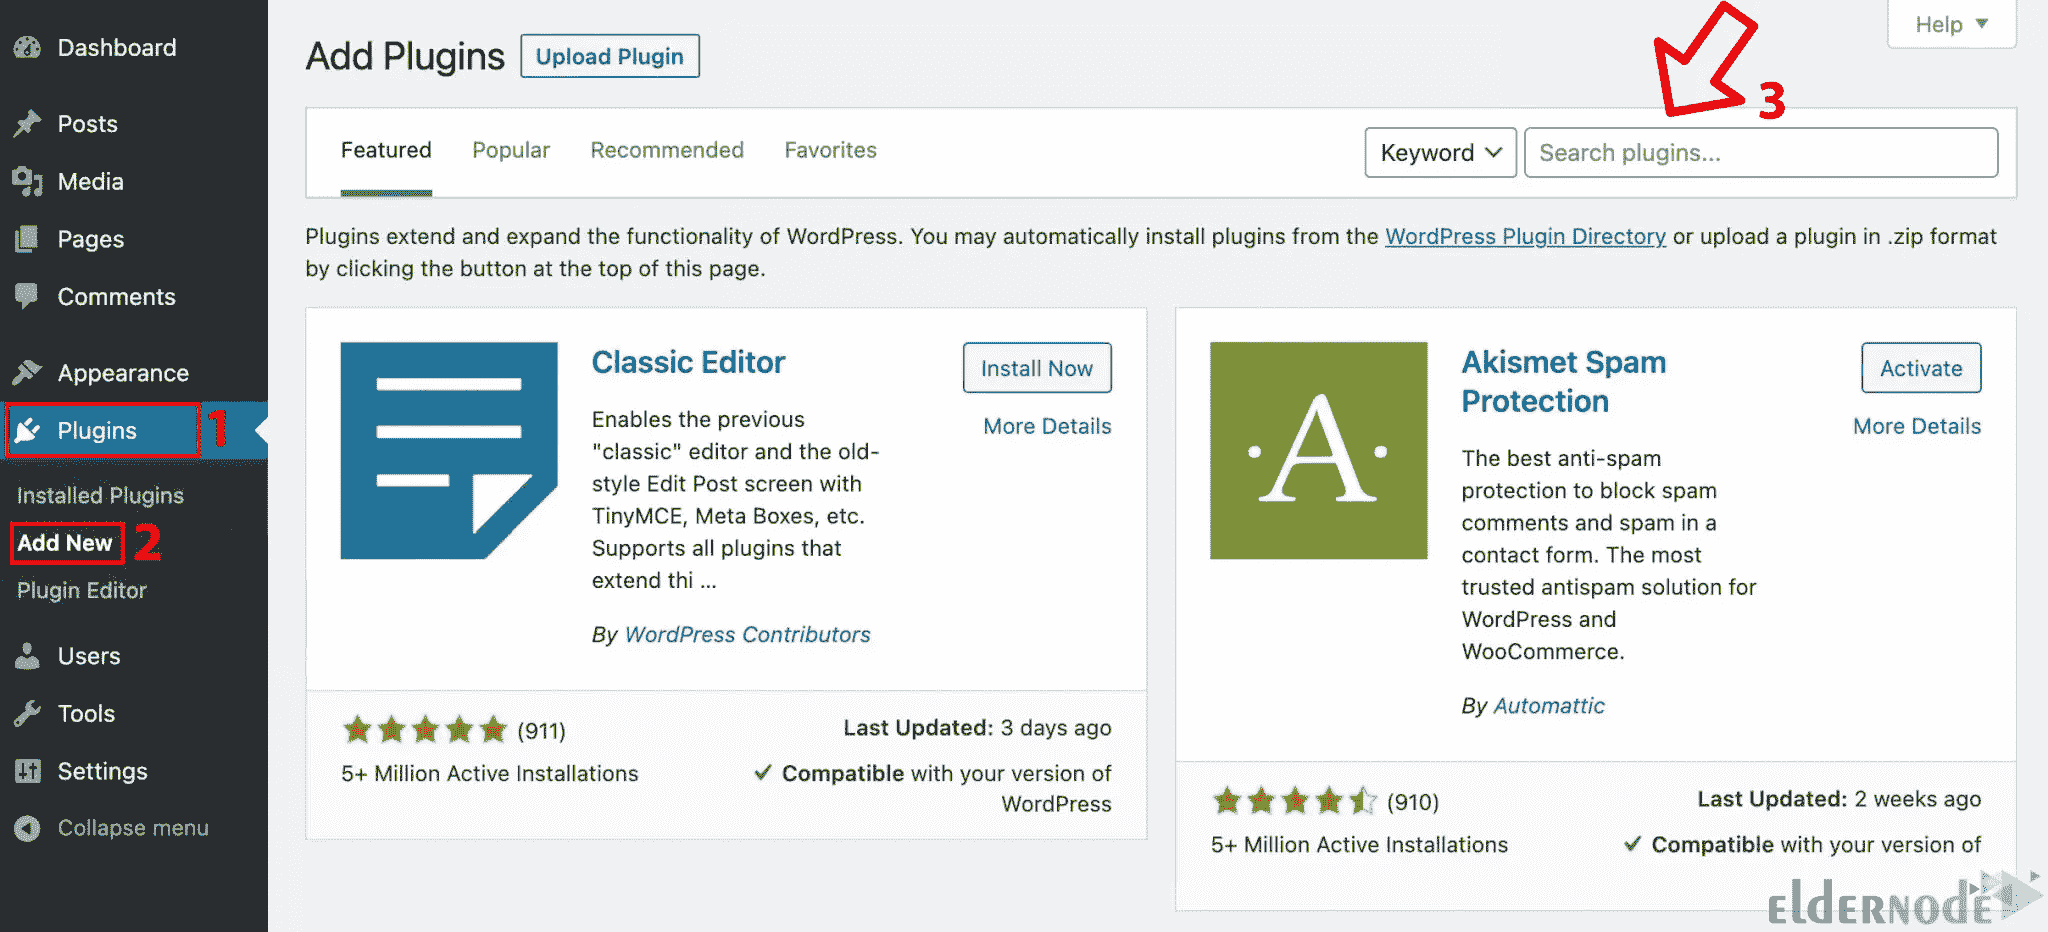 Dashboard
Posts
Media
Pages
Comments
Appearance
Plugins 1
Installed Plugins
Add New 2
Plugin Editor
Users
Tools
Settings
Collapse menu
Add Plugins Upload Plugin
Help
3
Featured Popular Recommended Favorites Keyword Search plugins...
Plugins extend and expand the functionality of WordPress. You may automatically install plugins from the WordPress Plugin Directory or upload a plugin in .zip format
by clicking the button at the top of this page.
Classic Editor
Install Now
More Details
Enables the previous
"classic" editor and the old-
style Edit Post screen with
TinyMCE, Meta Boxes, etc.
Supports all plugins that
extend thi ...
By WordPress Contributors
(911)
5+ Million Active Installations
Last Updated: 3 days ago
Compatible with your version of
WordPress
A
Akismet Spam
Protection
Activate
More Details
The best anti-spam
protection to block spam
comments and spam in a
contact form. The most
trusted antispam solution for
WordPress and
WooCommerce.
By Automattic
(910)
5+ Million Active Installations
Last Updated: 2 weeks ago
Compatible with your version of
elderNode